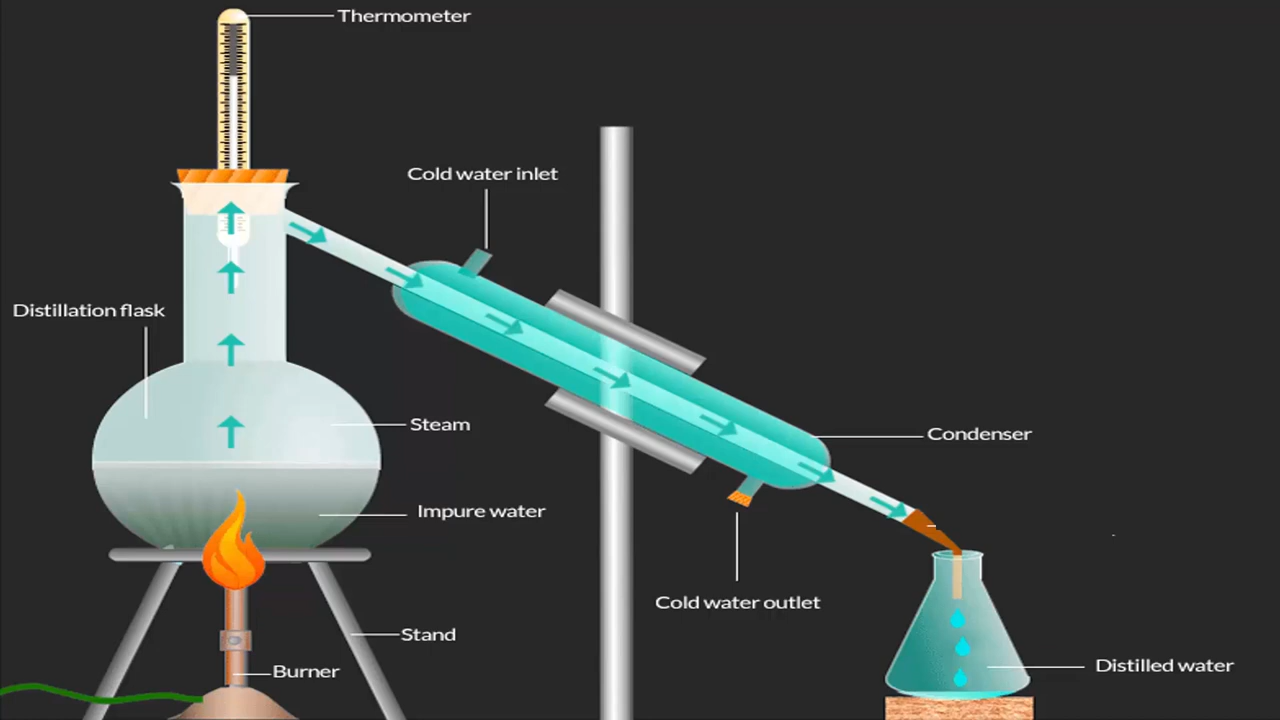 Thermometer
Cold water inlet
Distillation flask
Steam
Condenser
Impure water
Cold water outlet
Stand
Distilled water
Burner